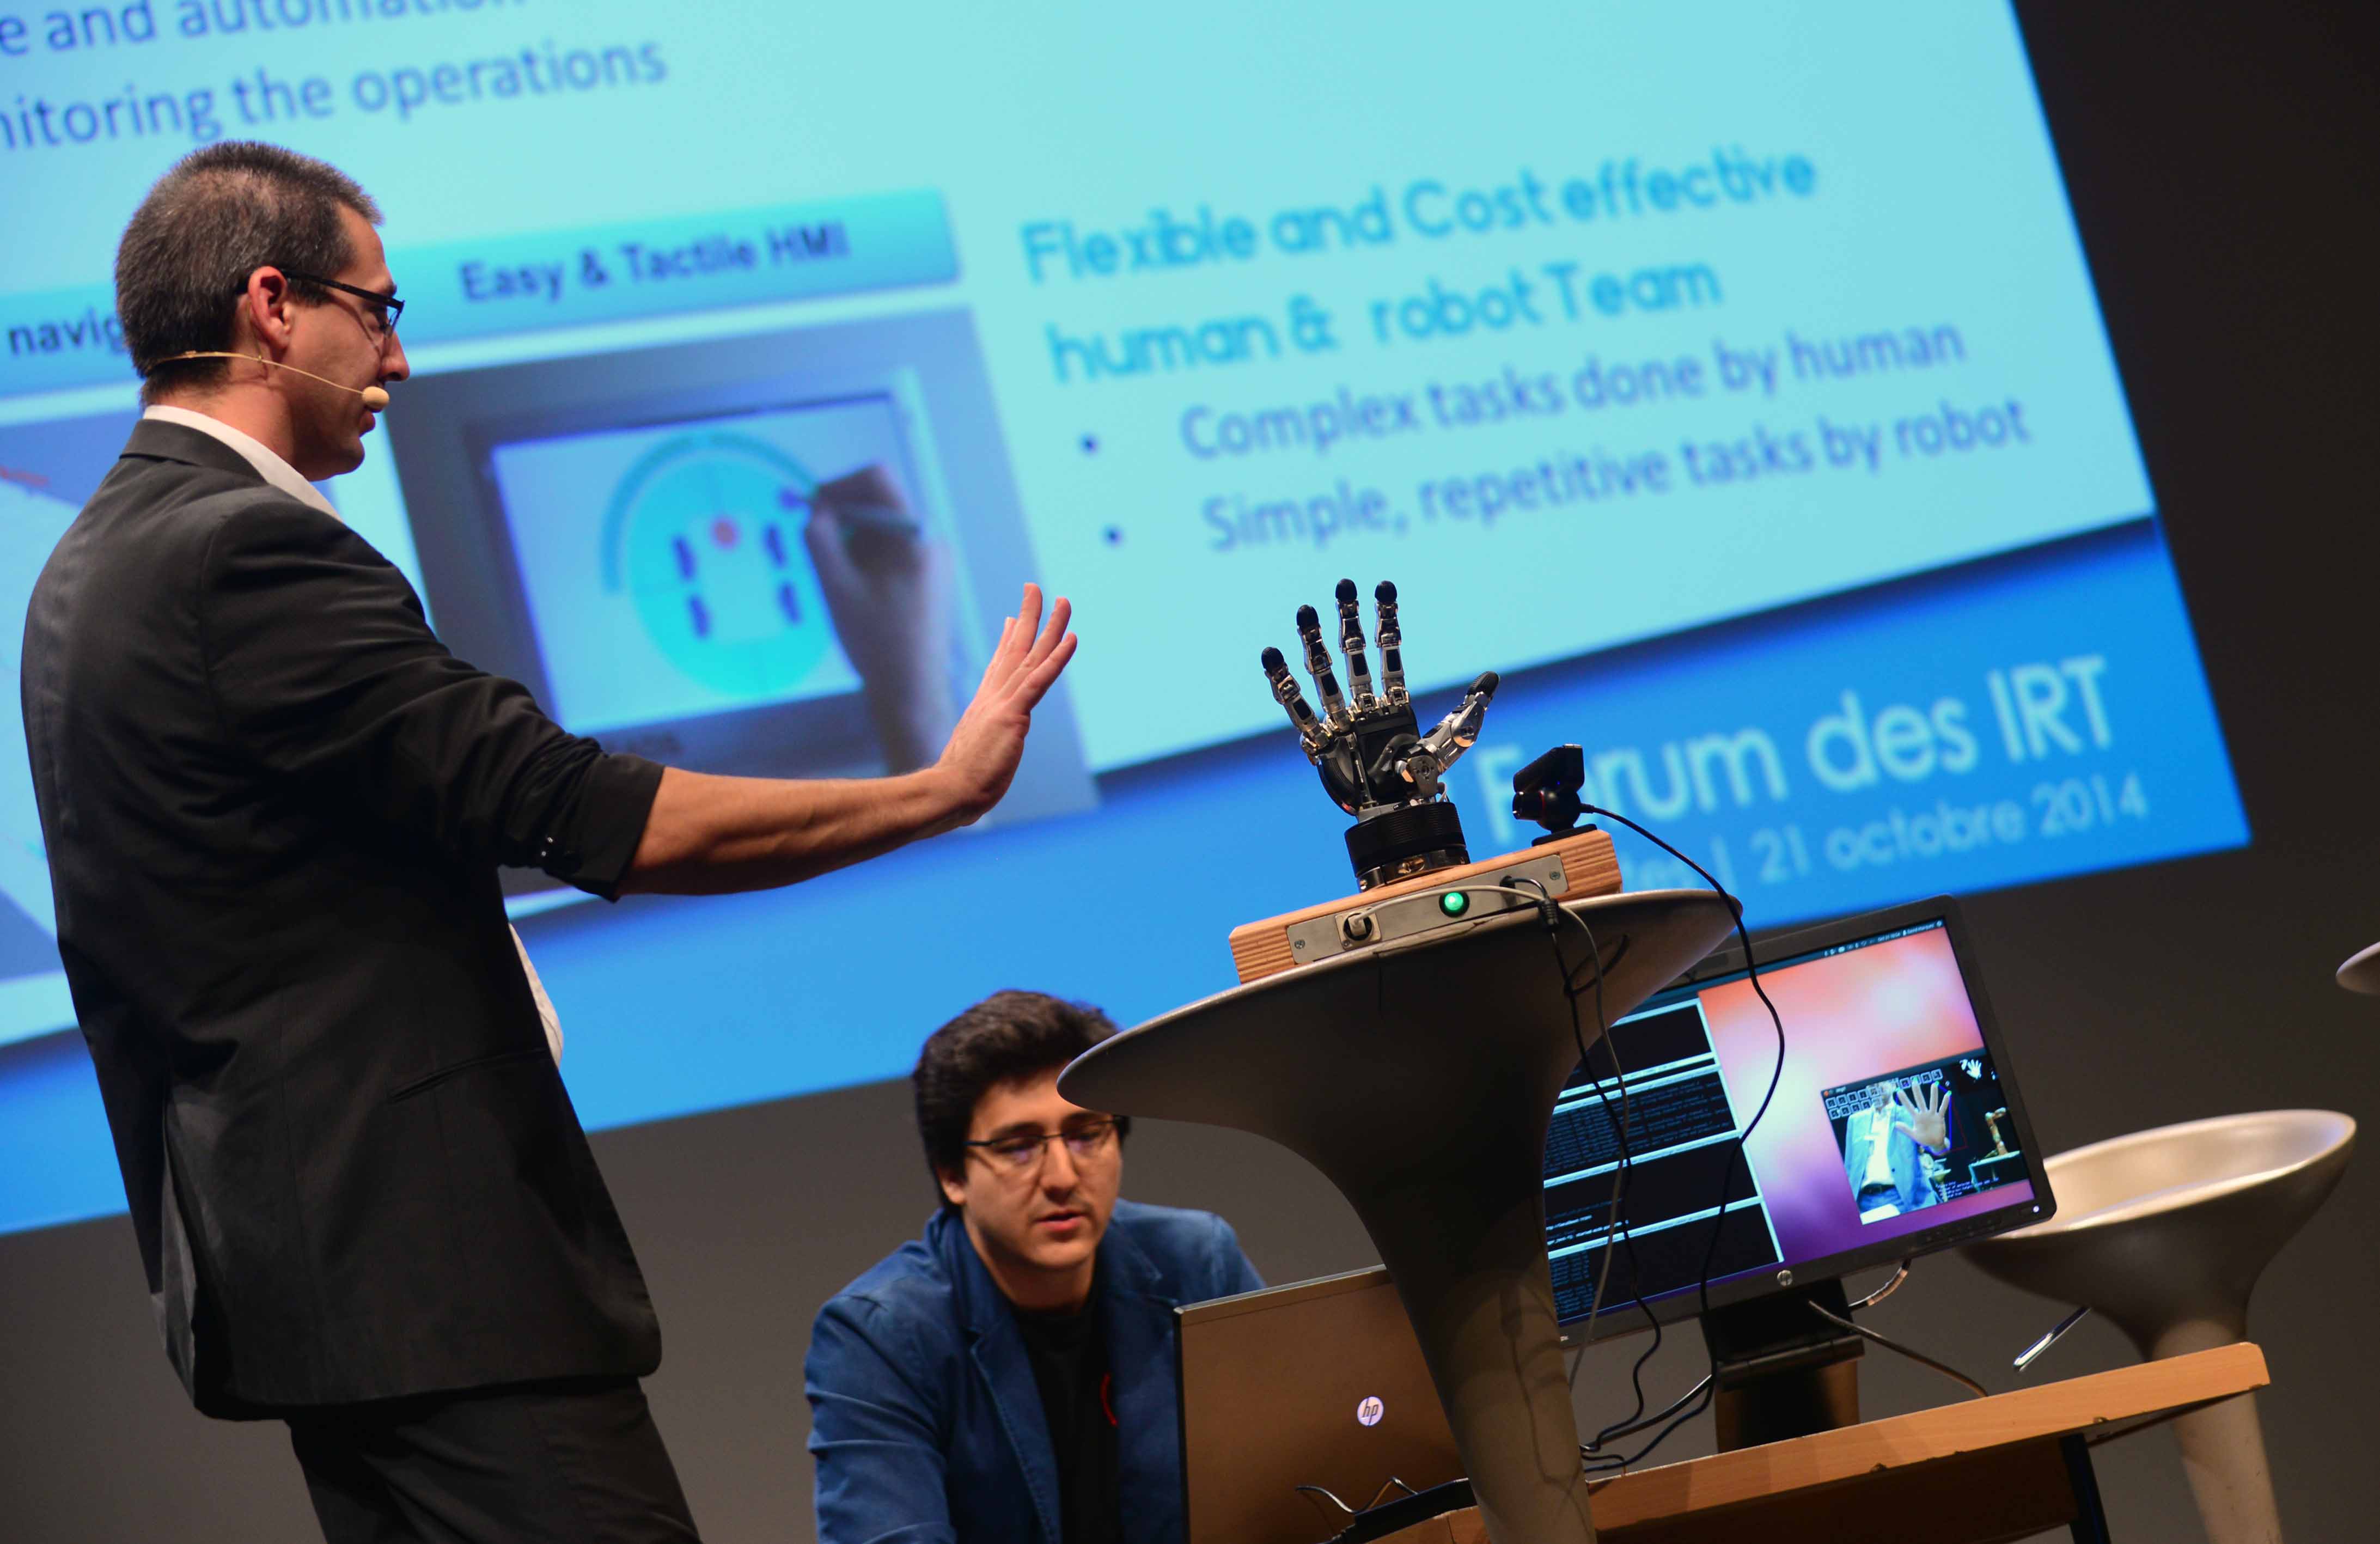 e and automation
nitoring the operations
navig
Easy & Tactile HMI
Flexible and Cost effective
human & robot Team
• Complex tasks done by human
• Simple, repetitive tasks by robot
Forum des IRT
| 21 octobre 2014
hp